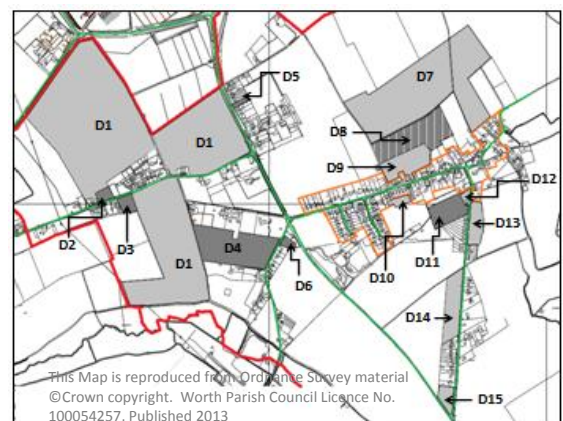 D7
D5
D1
D1
D8
D9
D12
D2
D3
D13
D1
D4
D6
D10
D11
D14
This Map is reproduced from Ordnance Survey material
©Crown copyright. Worth Parish Council Licence No.
100054257. Published 2013
D15